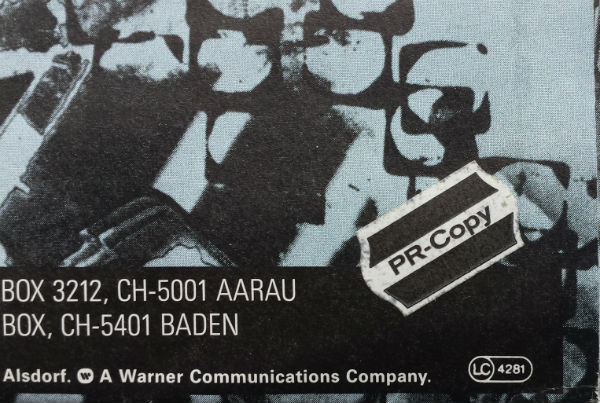 PR-Copy
BOX 3212, CH-5001 AARAU
BOX, CH-5401 BADEN
Alsdorf. A Warner Communications Company.
LC 4281